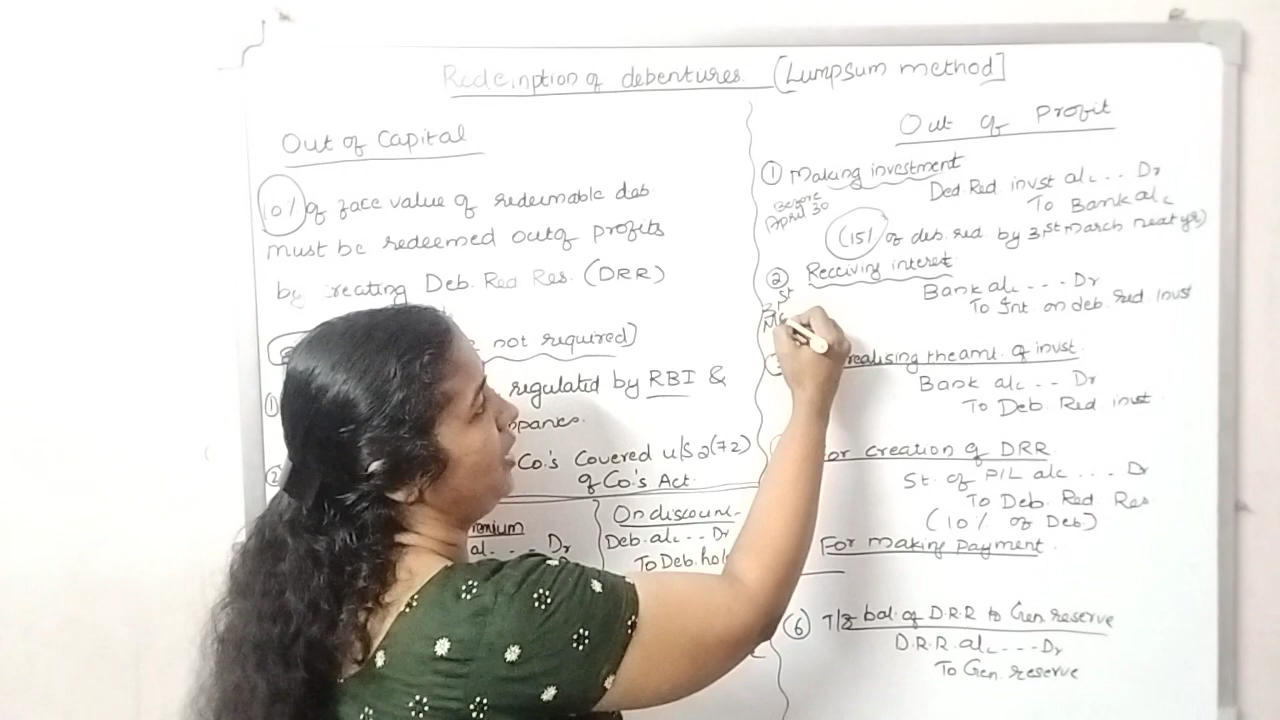 Redemption of debentures. [Lumpsum method]
Out of Capital
10% of face value of redeemable deb
must be redeemed out of profits
by creating Deb. Red Res. (DRR)
not required]
① regulated by RBI &
② Co.'s Covered u/s 2(72)
of Co.'s Act.
al. - - - Dr
On discount
Deb. a/c - - Dr
To Deb. hol
Out of Profit
① Making investment
Before
April 30
Ded Red invst a/c - - Dr
To Bank a/c
(15% of deb. red. by 31st March next yr)
② Receiving interest
31st
Bank a/c - - - Dr
To Int on deb. red. invst
realising the amt. of invst.
Bank a/c - - Dr
To Deb. Red invst.
or creation of DRR
St. of P/L a/c - - - Dr
To Deb. Red Res
(10% of Deb)
For making payment
⑥ T/f bal. of D.R.R to Gen. reserve
D.R.R. a/c - - - Dr
To Gen. reserve